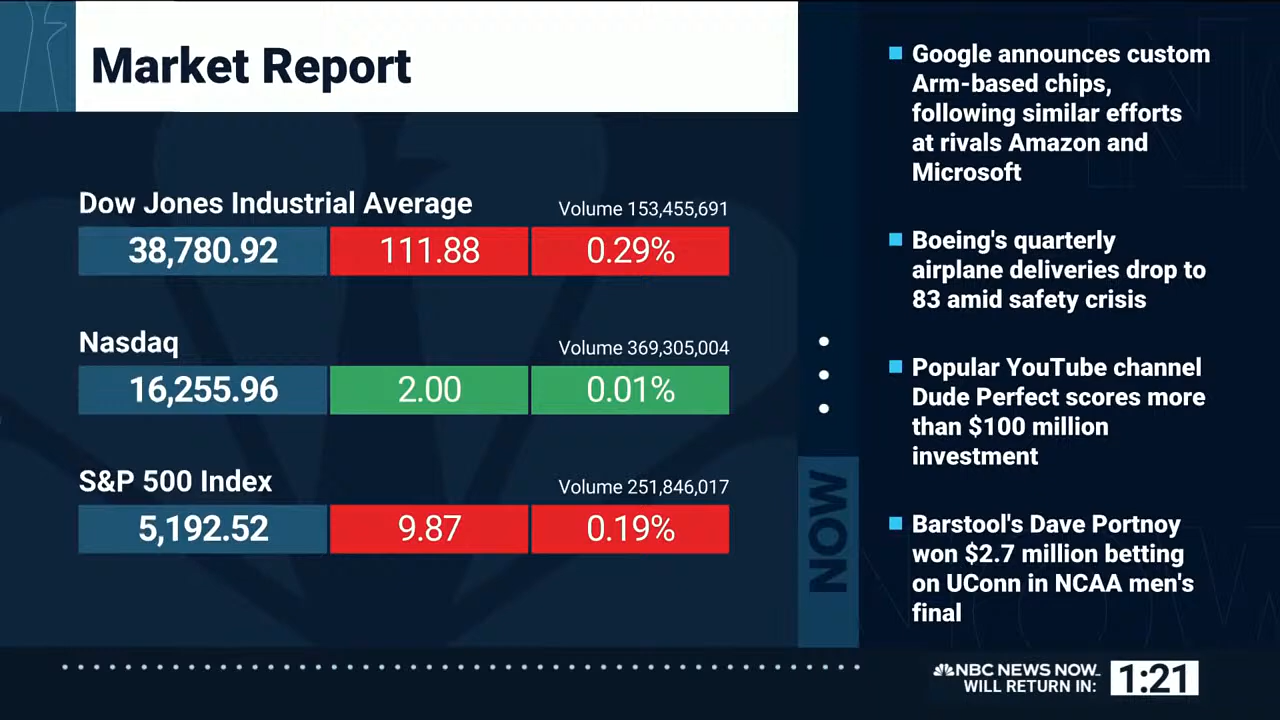 Market Report
Dow Jones Industrial Average
Volume 153,455,691
38,780.92
111.88
0.29%
Nasdaq
Volume 369,305,004
16,255.96
2.00
0.01%
S&P 500 Index
Volume 251,846,017
5,192.52
9.87
0.19%
NOW
Google announces custom
Arm-based chips,
following similar efforts
at rivals Amazon and
Microsoft
Boeing's quarterly
airplane deliveries drop to
83 amid safety crisis
Popular YouTube channel
Dude Perfect scores more
than $100 million
investment
Barstool's Dave Portnoy
won $2.7 million betting
on UConn in NCAA men's
final
NBC NEWS NOW
WILL RETURN IN:
1:21